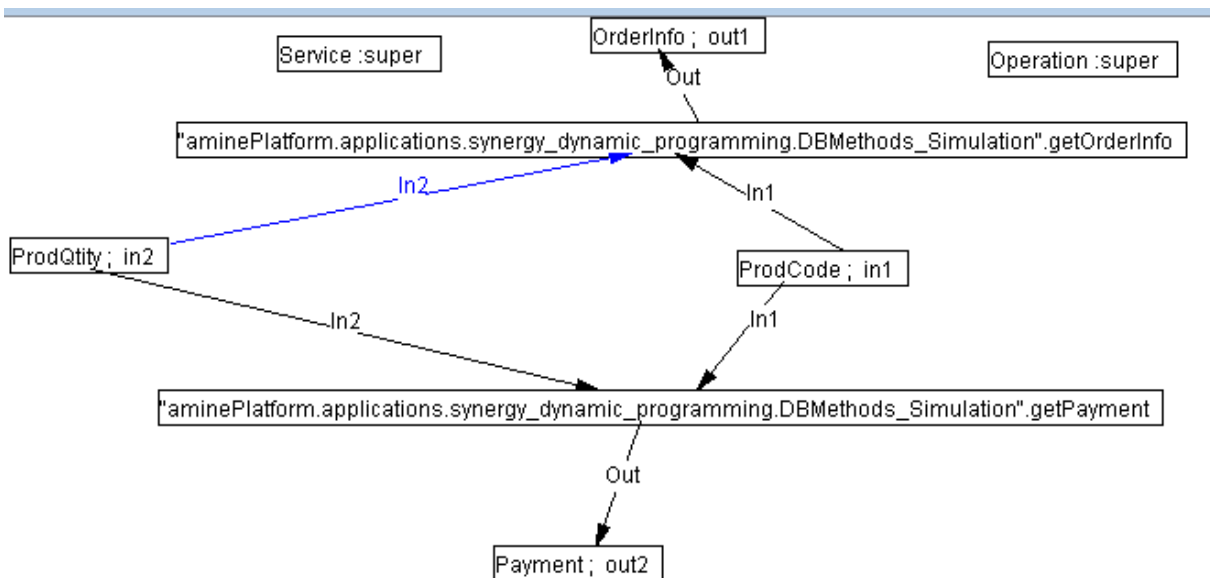 OrderInfo ; out1
Service :super
Operation :super
Out
"aminePlatform.applications.synergy_dynamic_programming.DBMethods_Simulation".getOrderInfo
In2
In1
ProdQtity ; in2
ProdCode ; in1
In2
In1
"aminePlatform.applications.synergy_dynamic_programming.DBMethods_Simulation".getPayment
Out
Payment ; out2